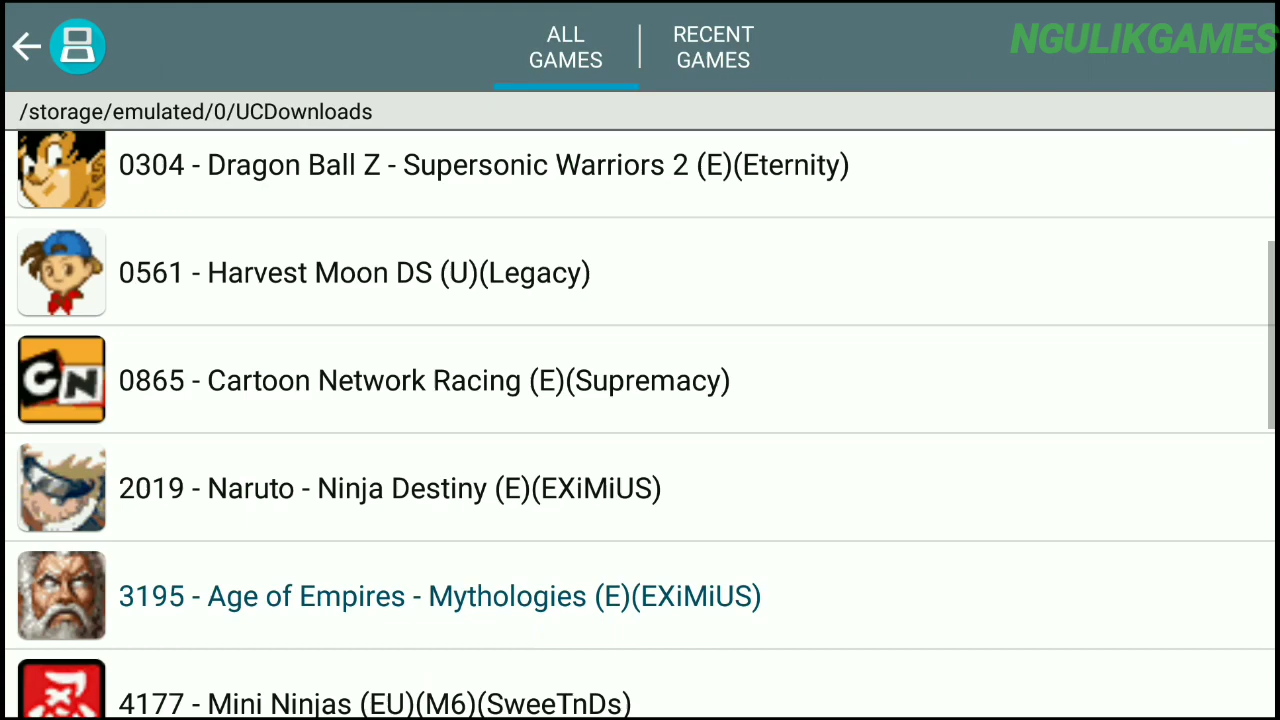 ALL
GAMES
RECENT
GAMES
NGULIKGAMES
/storage/emulated/0/UCDownloads
0304 - Dragon Ball Z - Supersonic Warriors 2 (E)(Eternity)
0561 - Harvest Moon DS (U)(Legacy)
CN
0865 - Cartoon Network Racing (E)(Supremacy)
2019 - Naruto - Ninja Destiny (E)(EXiMiUS)
3195 - Age of Empires - Mythologies (E)(EXiMiUS)
4177 - Mini Ninjas (EU)(M6)(SweeTnDs)